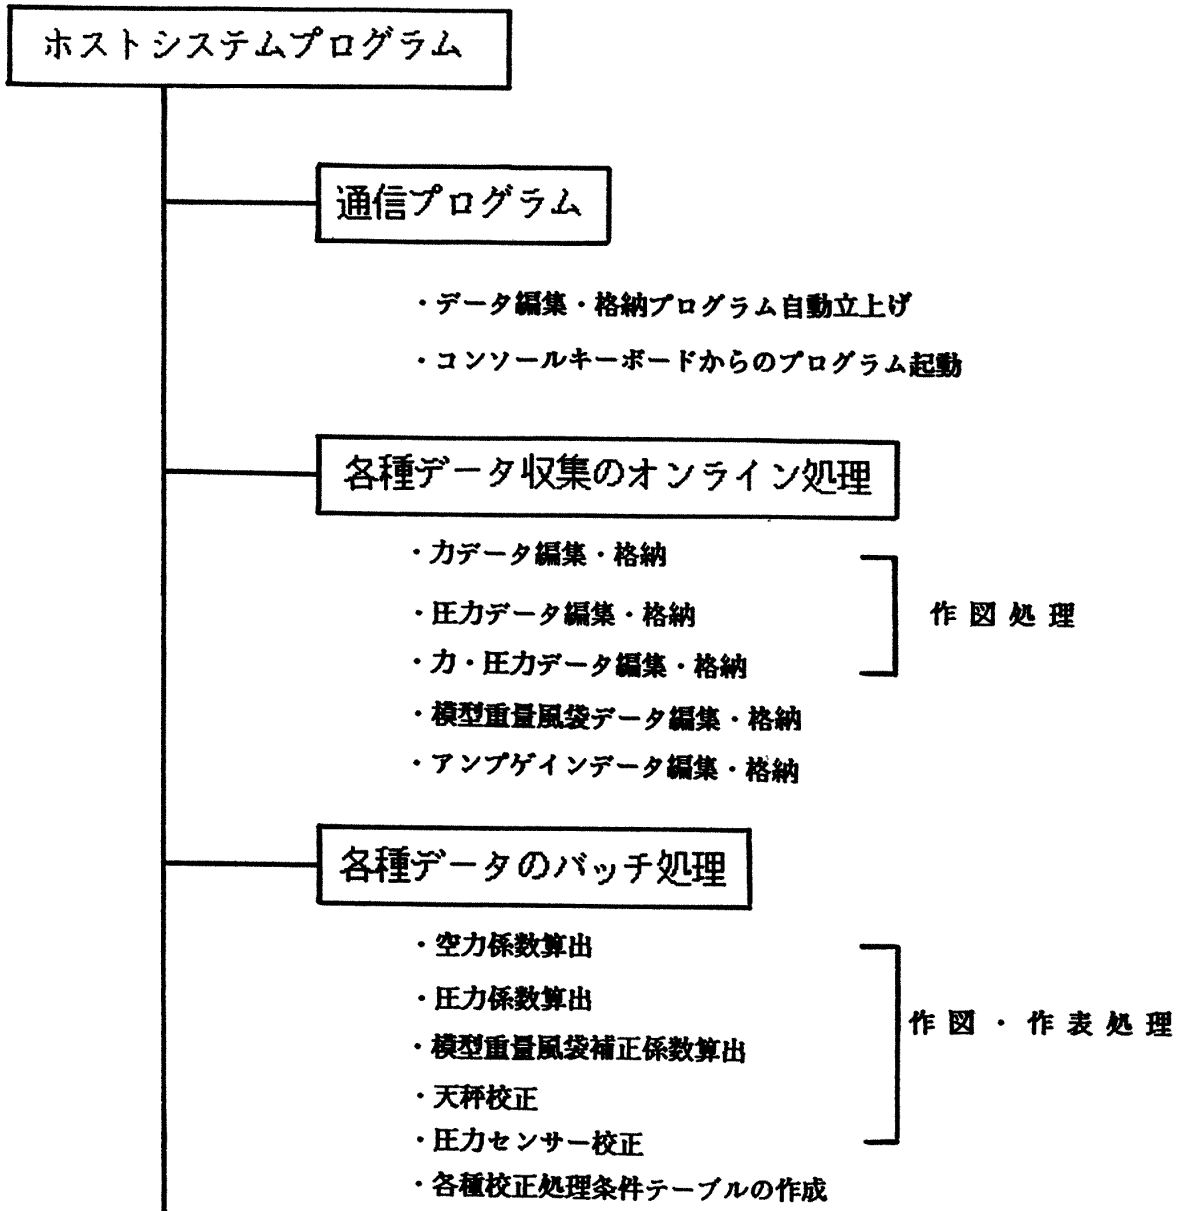 ホストシステムプログラム
通信プログラム
・データ編集・格納プログラム自動立上げ
・コンソールキーボードからのプログラム起動
各種データ収集のオンライン処理
・力データ編集・格納
・圧力データ編集・格納
作図処理
・力・圧力データ編集・格納
・模型重量風袋データ編集・格納
・アンプゲインデータ編集・格納
各種データのバッチ処理
・空力係数算出
・圧力係数算出
作図・作表処理
・模型重量風袋補正係数算出
・天秤校正
・圧力センサー校正
・各種校正処理条件テーブルの作成